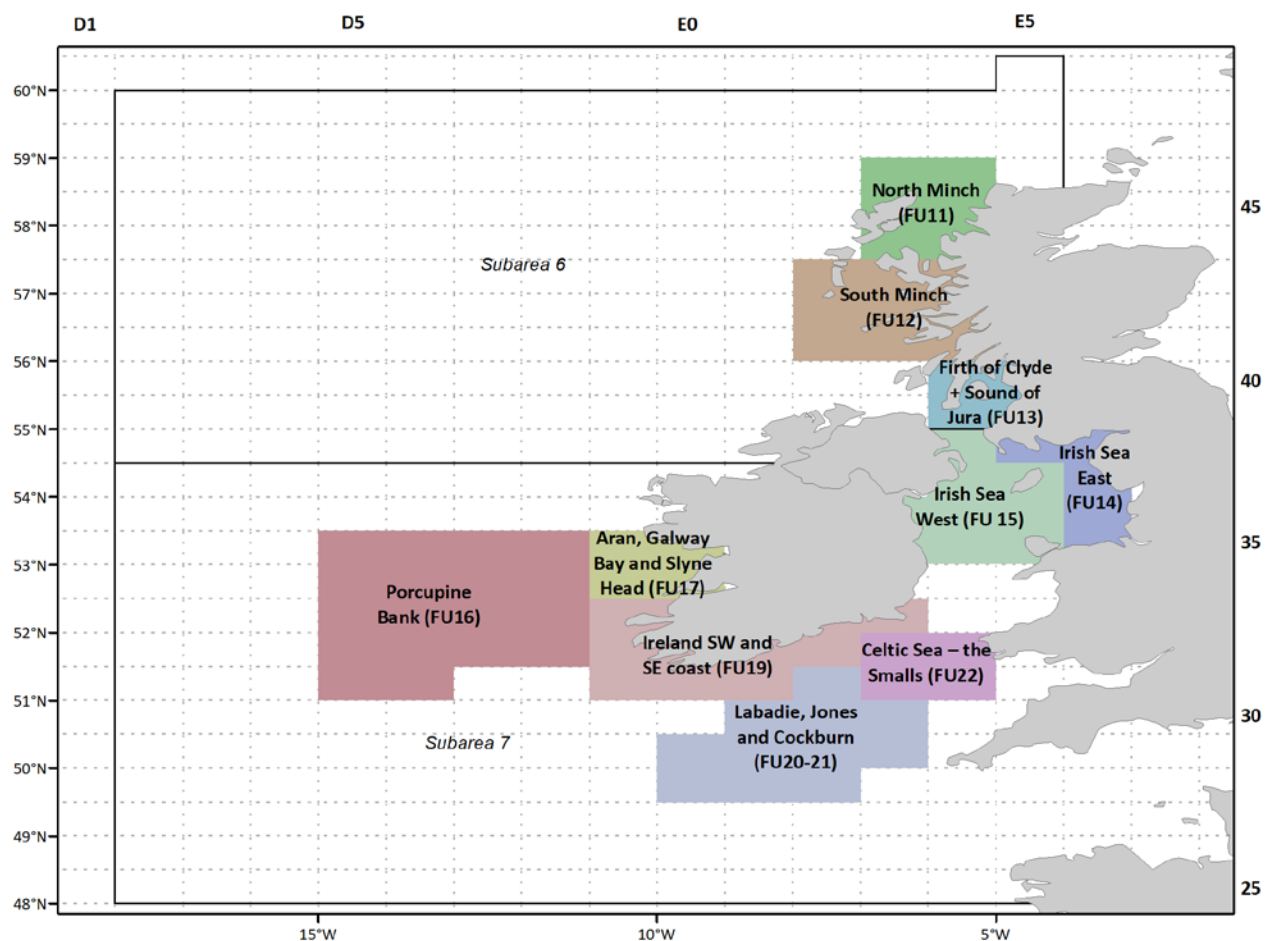 D1 D5 E0 E5
60°N
59°N
North Minch
(FU11)
45
58°N
Subarea 6
57°N
South Minch
(FU12)
56°N
Firth of Clyde
+ Sound of
Jura (FU13)
40
55°N
Irish Sea
East
(FU14)
54°N
Irish Sea
West (FU 15)
35
53°N
Aran, Galway
Bay and Slyne
Head (FU17)
Porcupine
Bank (FU16)
52°N
Ireland SW and
SE coast (FU19)
Celtic Sea – the
Smalls (FU22)
51°N
30
Labadie, Jones
and Cockburn
(FU20-21)
Subarea 7
50°N
49°N
25
48°N
15°W 10°W 5°W